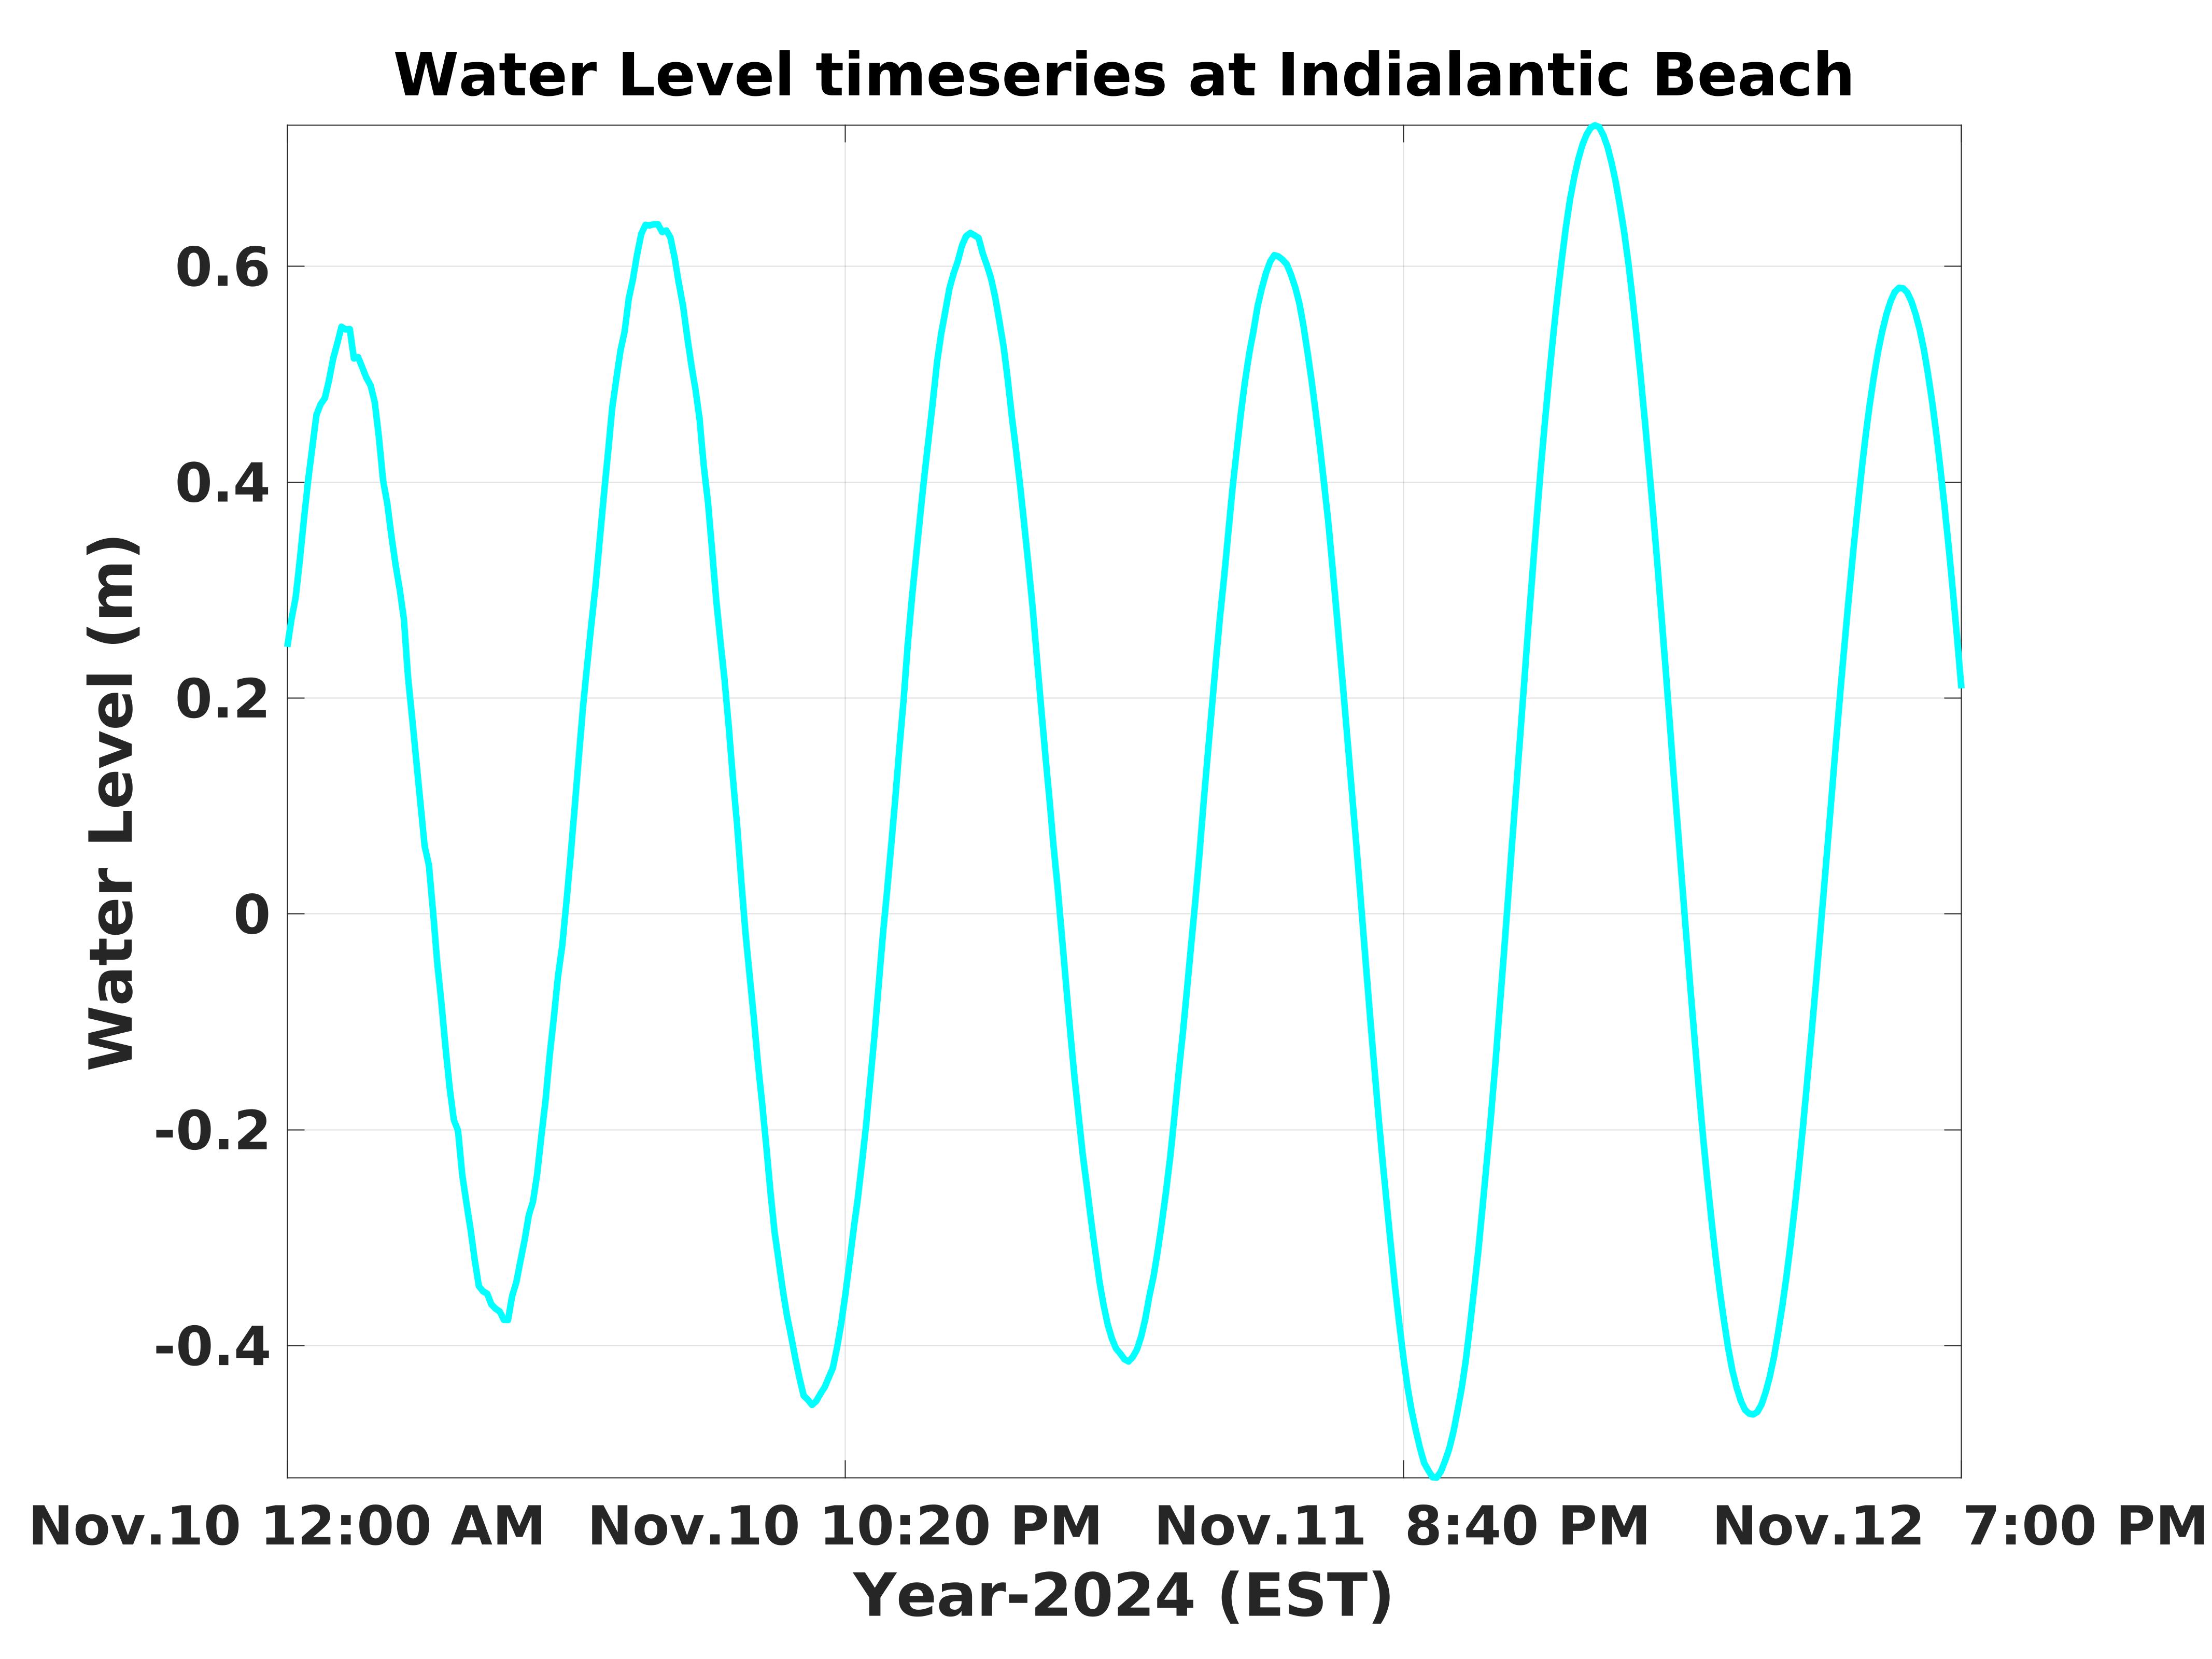 Water Level timeseries at Indialantic Beach
Water Level (m)
0.6
0.4
0.2
0
-0.2
-0.4
Nov.10 12:00 AM Nov.10 10:20 PM Nov.11 8:40 PM Nov.12 7:00 PM
Year-2024 (EST)